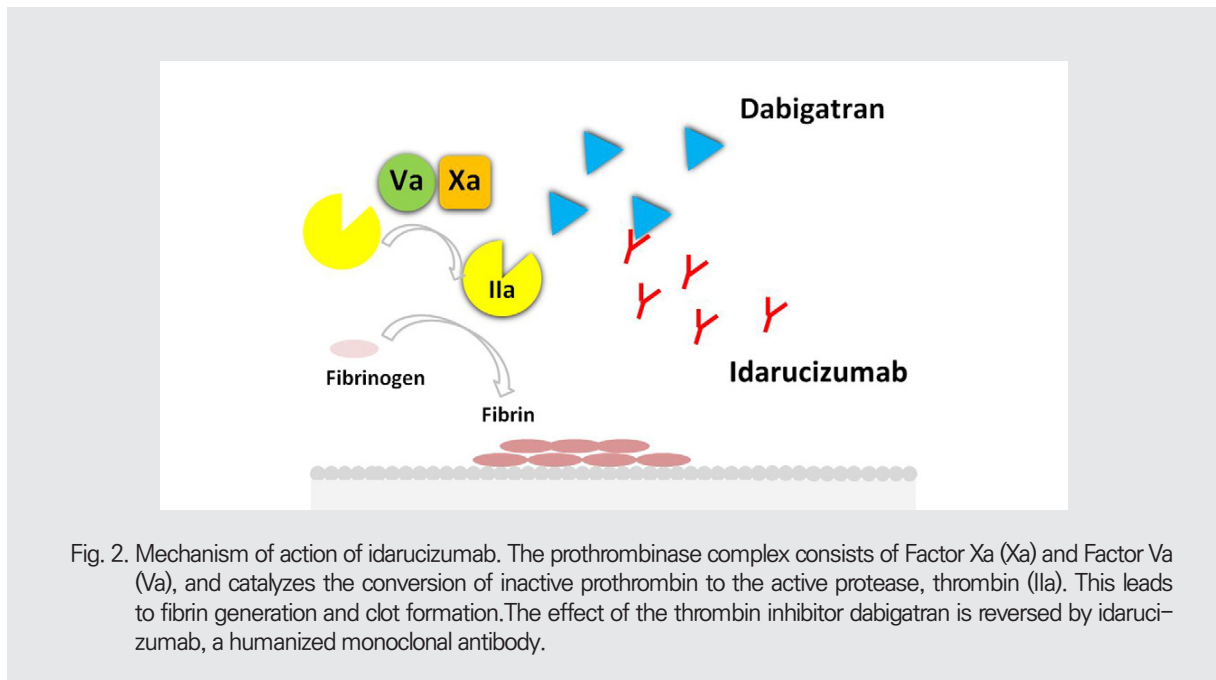 Dabigatran
Va
Xa
IIa
Idarucizumab
Fibrinogen
Fibrin
Fig. 2. Mechanism of action of idarucizumab. The prothrombinase complex consists of Factor Xa (Xa) and Factor Va
(Va), and catalyzes the conversion of inactive prothrombin to the active protease, thrombin (IIa). This leads
to fibrin generation and clot formation.The effect of the thrombin inhibitor dabigatran is reversed by idaruci-
zumab, a humanized monoclonal antibody.